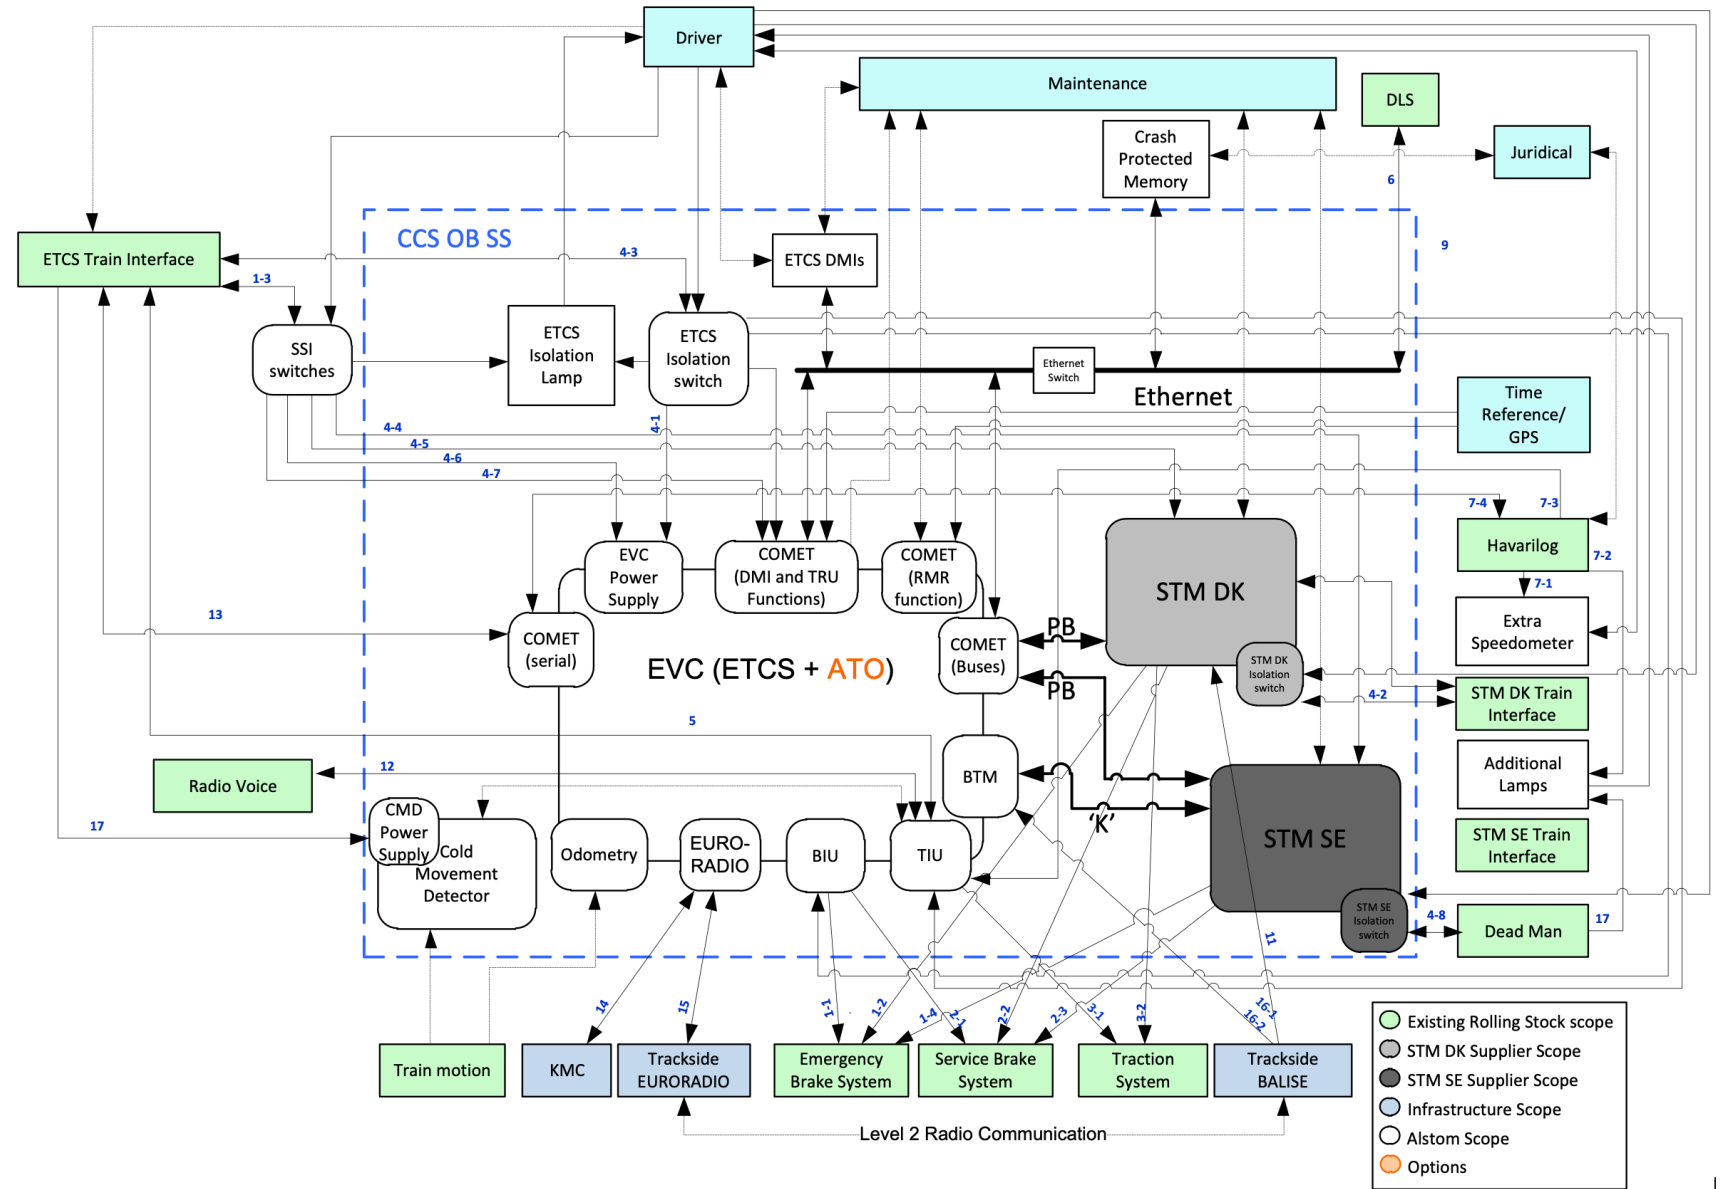 Driver
Maintenance
DLS
Crash
Protected
Memory
Juridical
6
9
CCS OB SS
ETCS Train Interface
4-3
ETCS DMIs
1-3
SSI
switches
ETCS
Isolation
Lamp
ETCS
Isolation
switch
Ethernet
Switch
Ethernet
Time
Reference/
GPS
4-1
4-4
4-5
4-6
4-7
7-4
7-3
Havarilog
7-2
7-1
EVC
Power
Supply
COMET
(DMI and TRU
Functions)
COMET
(RMR
function)
STM DK
Extra
Speedometer
13
COMET
(serial)
EVC (ETCS + ATO)
COMET
(Buses)
PB
PB
STM DK
Isolation
switch
4-2
STM DK Train
Interface
5
12
Radio Voice
BTM
'K'
Additional
Lamps
STM SE
STM SE Train
Interface
17
CMD
Power
Supply
Cold
Movement
Detector
Odometry
EURO-
RADIO
BIU
TIU
STM SE
Isolation
switch
4-8
Dead Man
17
11
14
15
1-1
1-2
1-4
2-1
2-2
2-3
3-1
3-2
16-1
16-2
Train motion
KMC
Trackside
EURORADIO
Emergency
Brake System
Service Brake
System
Traction
System
Trackside
BALISE
Level 2 Radio Communication
Existing Rolling Stock scope
STM DK Supplier Scope
STM SE Supplier Scope
Infrastructure Scope
Alstom Scope
Options